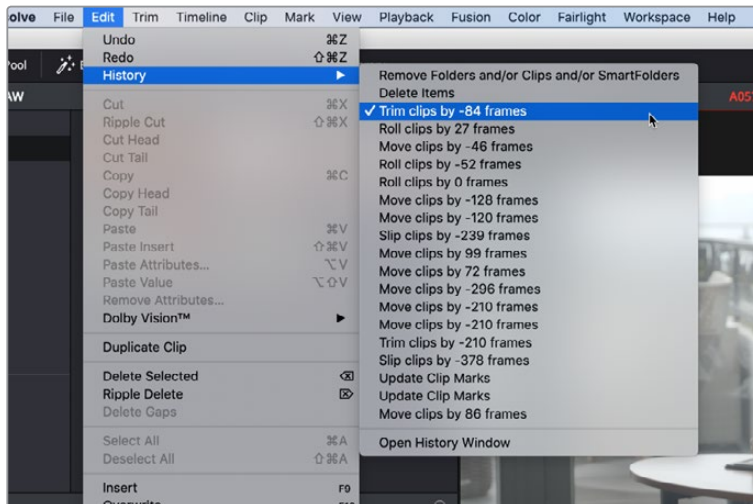 File Edit Trim Timeline Clip Mark View Playback Fusion Color Fairlight Workspace Help
Undo ⌘Z
Redo ⇧⌘Z
History ▶
Cut ⌘X
Ripple Cut ⇧⌘X
Cut Head
Cut Tail
Copy ⌘C
Copy Head
Copy Tail
Paste ⌘V
Paste Insert ⇧⌘V
Paste Attributes... ⌥V
Paste Value ⌥⇧V
Remove Attributes...
Dolby Vision™ ▶
Duplicate Clip
Delete Selected ⌫
Ripple Delete ⌦
Delete Gaps
Select All ⌘A
Deselect All ⇧⌘A
Insert F9
Remove Folders and/or Clips and/or SmartFolders
Delete Items
✓ Trim clips by -84 frames
Roll clips by 27 frames
Move clips by -46 frames
Roll clips by -52 frames
Roll clips by 0 frames
Move clips by -128 frames
Move clips by -120 frames
Slip clips by -239 frames
Move clips by 99 frames
Move clips by 72 frames
Move clips by -296 frames
Move clips by -210 frames
Move clips by -210 frames
Trim clips by -210 frames
Slip clips by -378 frames
Update Clip Marks
Update Clip Marks
Move clips by 86 frames
Open History Window